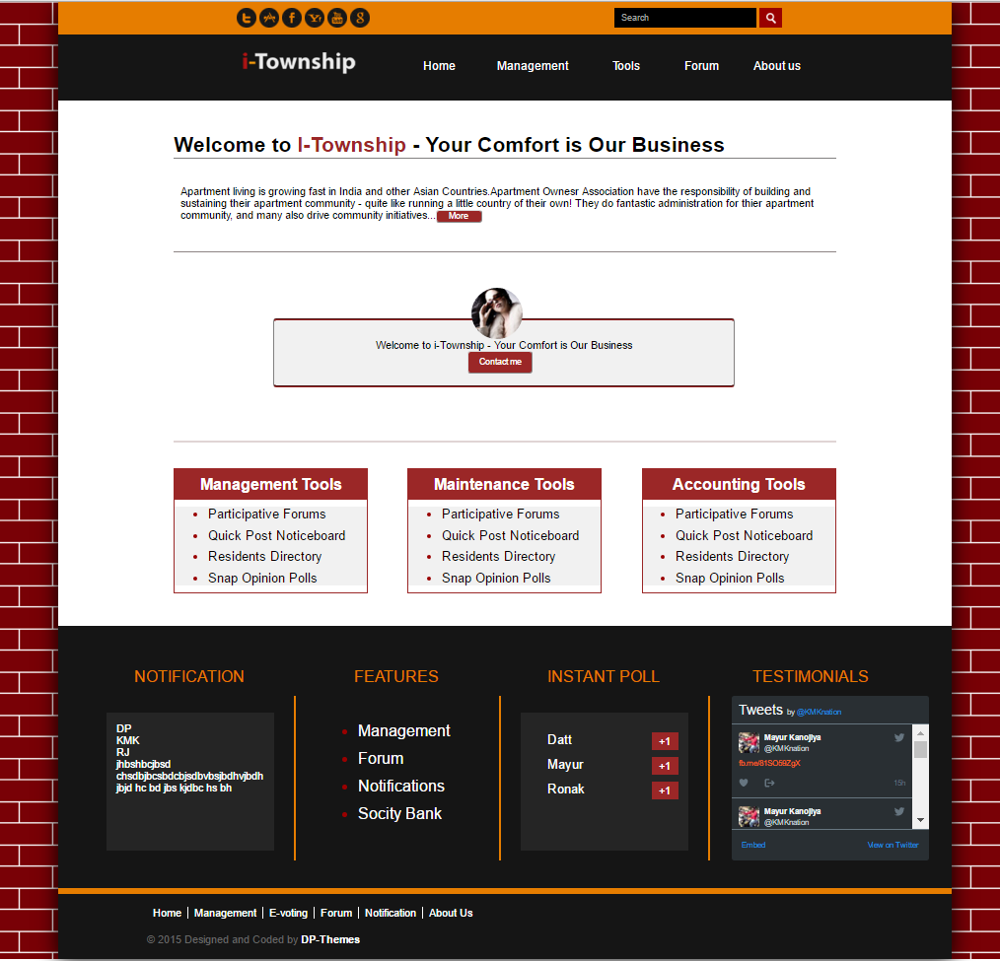 Search
i-Township
Home Management Tools Forum About us
Welcome to I-Township - Your Comfort is Our Business
Apartment living is growing fast in India and other Asian Countries.Apartment Ownesr Association have the responsibility of building and
sustaining their apartment community - quite like running a little country of their own! They do fantastic administration for thier apartment
community, and many also drive community initiatives... More
Welcome to i-Township - Your Comfort is Our Business
Contact me
Management Tools
Participative Forums
Quick Post Noticeboard
Residents Directory
Snap Opinion Polls
Maintenance Tools
Participative Forums
Quick Post Noticeboard
Residents Directory
Snap Opinion Polls
Accounting Tools
Participative Forums
Quick Post Noticeboard
Residents Directory
Snap Opinion Polls
NOTIFICATION
DP
KMK
RJ
jhbshbcjbsd
chsdbjbcsbdcbjsdbvbsjbdhvjbdh
jbjd hc bd jbs kjdbc hs bh
FEATURES
Management
Forum
Notifications
Socity Bank
INSTANT POLL
Datt +1
Mayur +1
Ronak +1
TESTIMONIALS
Tweets by @KMKnation
Mayur Kanojiya
@KMKnation
fb.me/81SO59ZgX
15h
Mayur Kanojiya
@KMKnation
Embed View on Twitter
Home | Management | E-voting | Forum | Notification | About Us
© 2015 Designed and Coded by DP-Themes